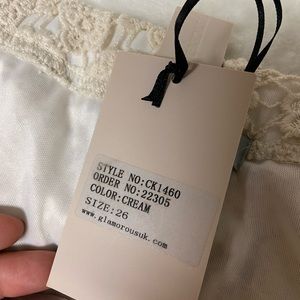 STYLE NO:CK1460
ORDER NO:22305
COLOR:CREAM
SIZE:26
www.glamorousuk.com